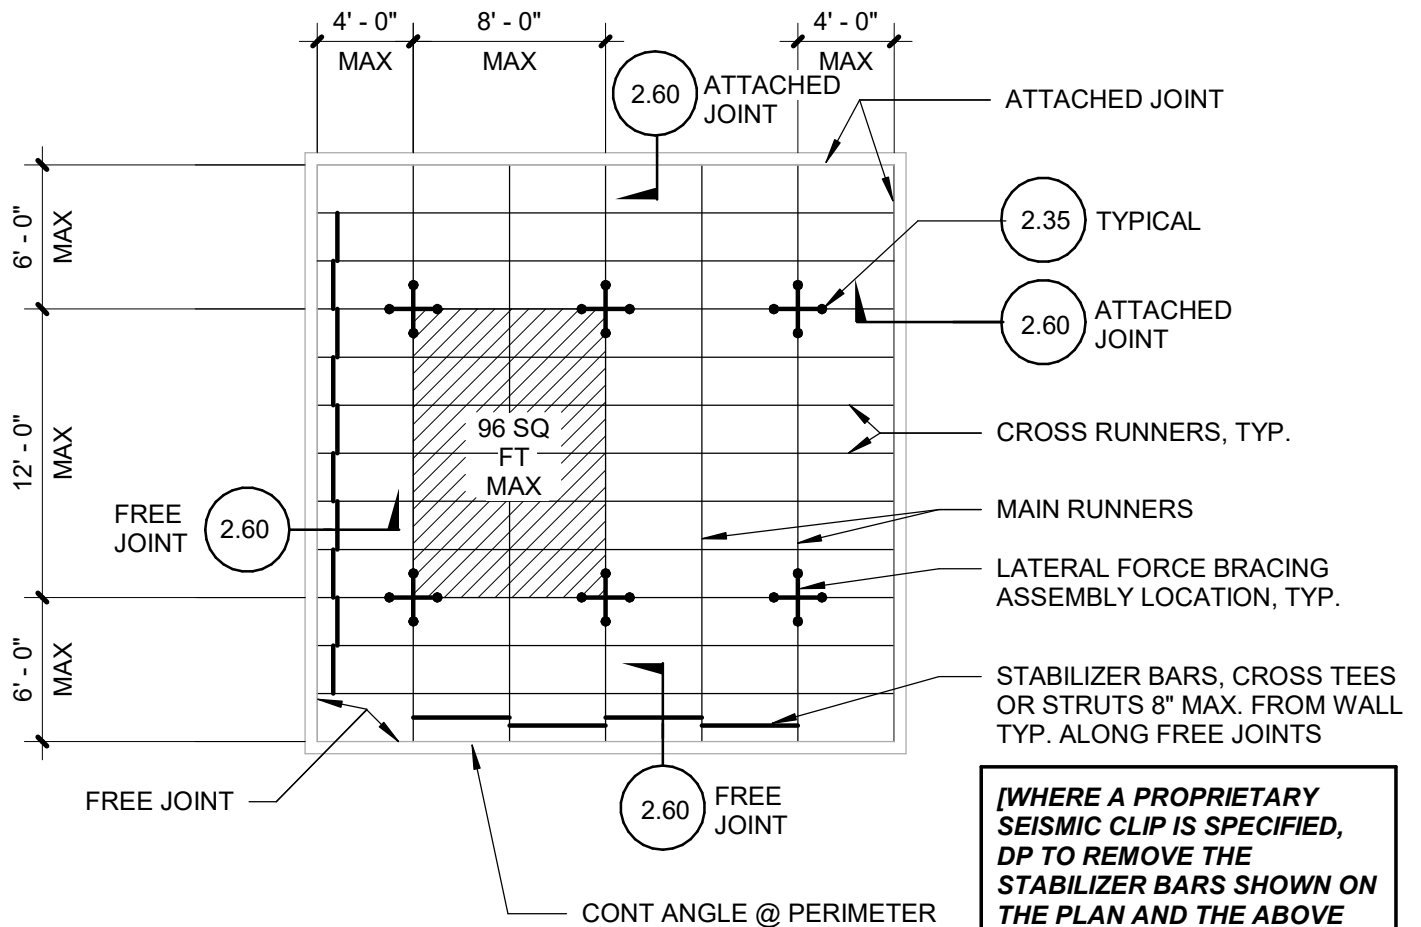 4' - 0"
MAX
8' - 0"
MAX
4' - 0"
MAX
2.60
ATTACHED
JOINT
ATTACHED JOINT
6' - 0"
MAX
2.35
TYPICAL
2.60
ATTACHED
JOINT
12' - 0"
MAX
96 SQ
FT
MAX
CROSS RUNNERS, TYP.
FREE
JOINT
2.60
MAIN RUNNERS
LATERAL FORCE BRACING
ASSEMBLY LOCATION, TYP.
6' - 0"
MAX
STABILIZER BARS, CROSS TEES
OR STRUTS 8" MAX. FROM WALL
TYP. ALONG FREE JOINTS
FREE JOINT
2.60
FREE
JOINT
[WHERE A PROPRIETARY
SEISMIC CLIP IS SPECIFIED,
DP TO REMOVE THE
STABILIZER BARS SHOWN ON
THE PLAN AND THE ABOVE
CONT ANGLE @ PERIMETER